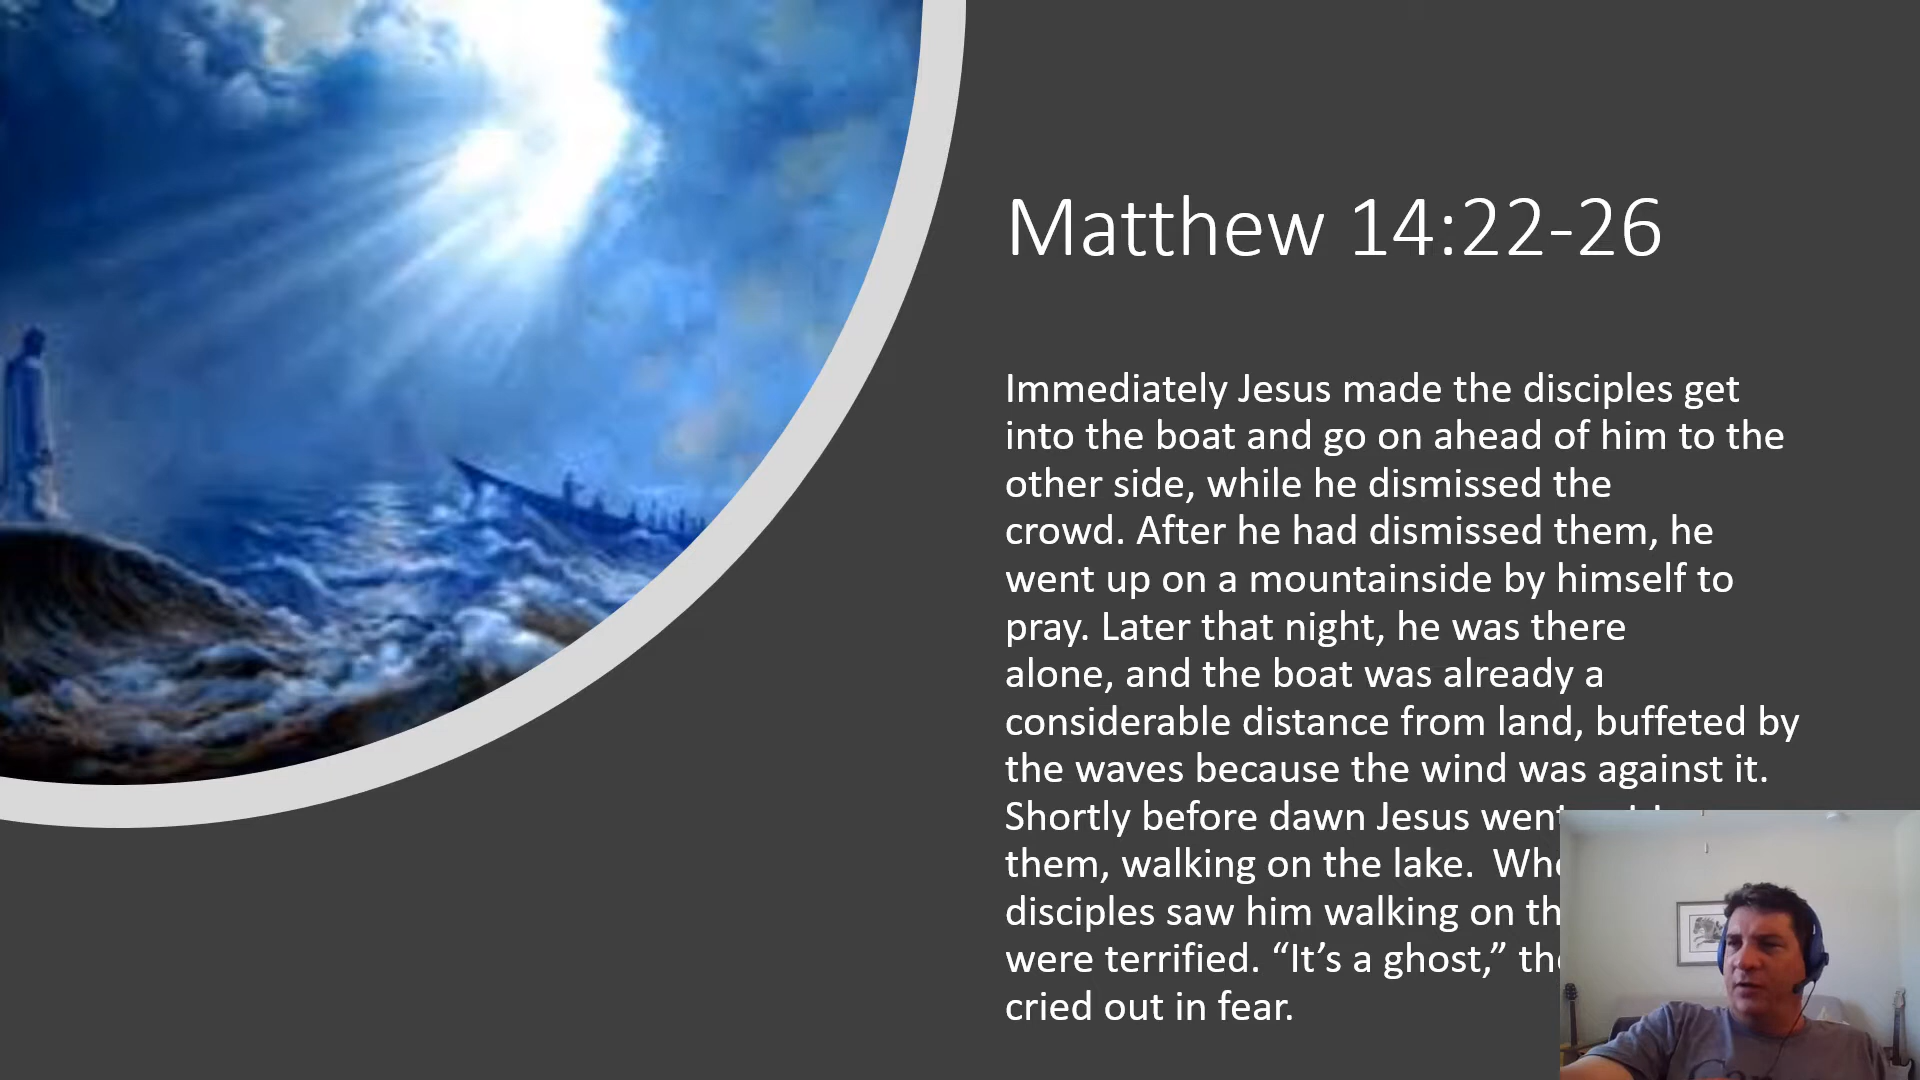 Matthew 14:22-26
Immediately Jesus made the disciples get
into the boat and go on ahead of him to the
other side, while he dismissed the
crowd. After he had dismissed them, he
went up on a mountainside by himself to
pray. Later that night, he was there
alone, and the boat was already a
considerable distance from land, buffeted by
the waves because the wind was against it.
Shortly before dawn Jesus went
them, walking on the lake. Whe
disciples saw him walking on th
were terrified. “It’s a ghost,” the
cried out in fear.